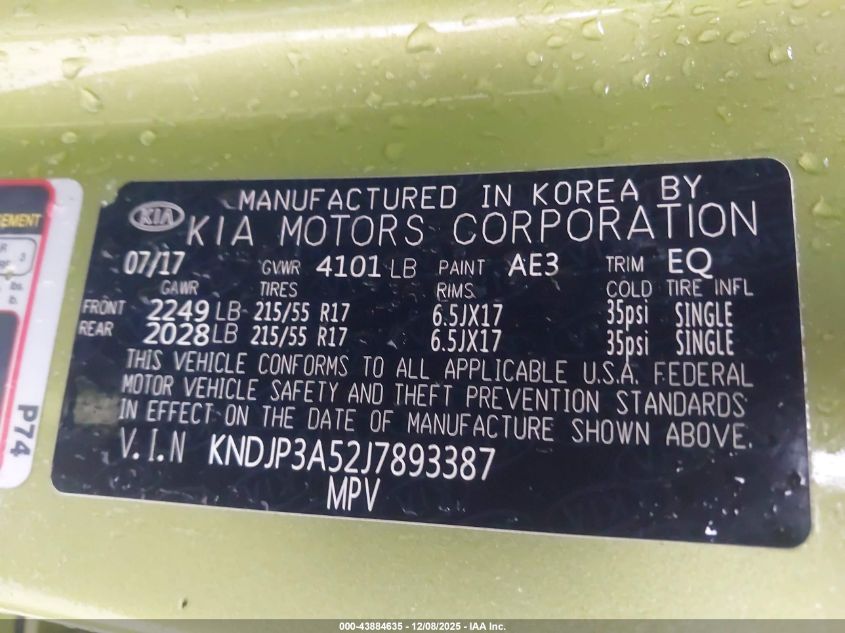 MANUFACTURED IN KOREA BY
KIA KIA MOTORS CORPORATION
07/17 GVWR 4101 LB PAINT AE3 TRIM EQ
GAWR TIRES RIMS COLD TIRE INFL
FRONT 2249 LB 215/55 R17 6.5JX17 35psi SINGLE
REAR 2028 LB 215/55 R17 6.5JX17 35psi SINGLE
THIS VEHICLE CONFORMS TO ALL APPLICABLE U.S.A. FEDERAL
MOTOR VEHICLE SAFETY AND THEFT PREVENTION STANDARDS
IN EFFECT ON THE DATE OF MANUFACTURE SHOWN ABOVE.
V.I.N KNDJP3A52J7893387
MPV
P74
000-43884635 - 12/08/2025 - IAA Inc.